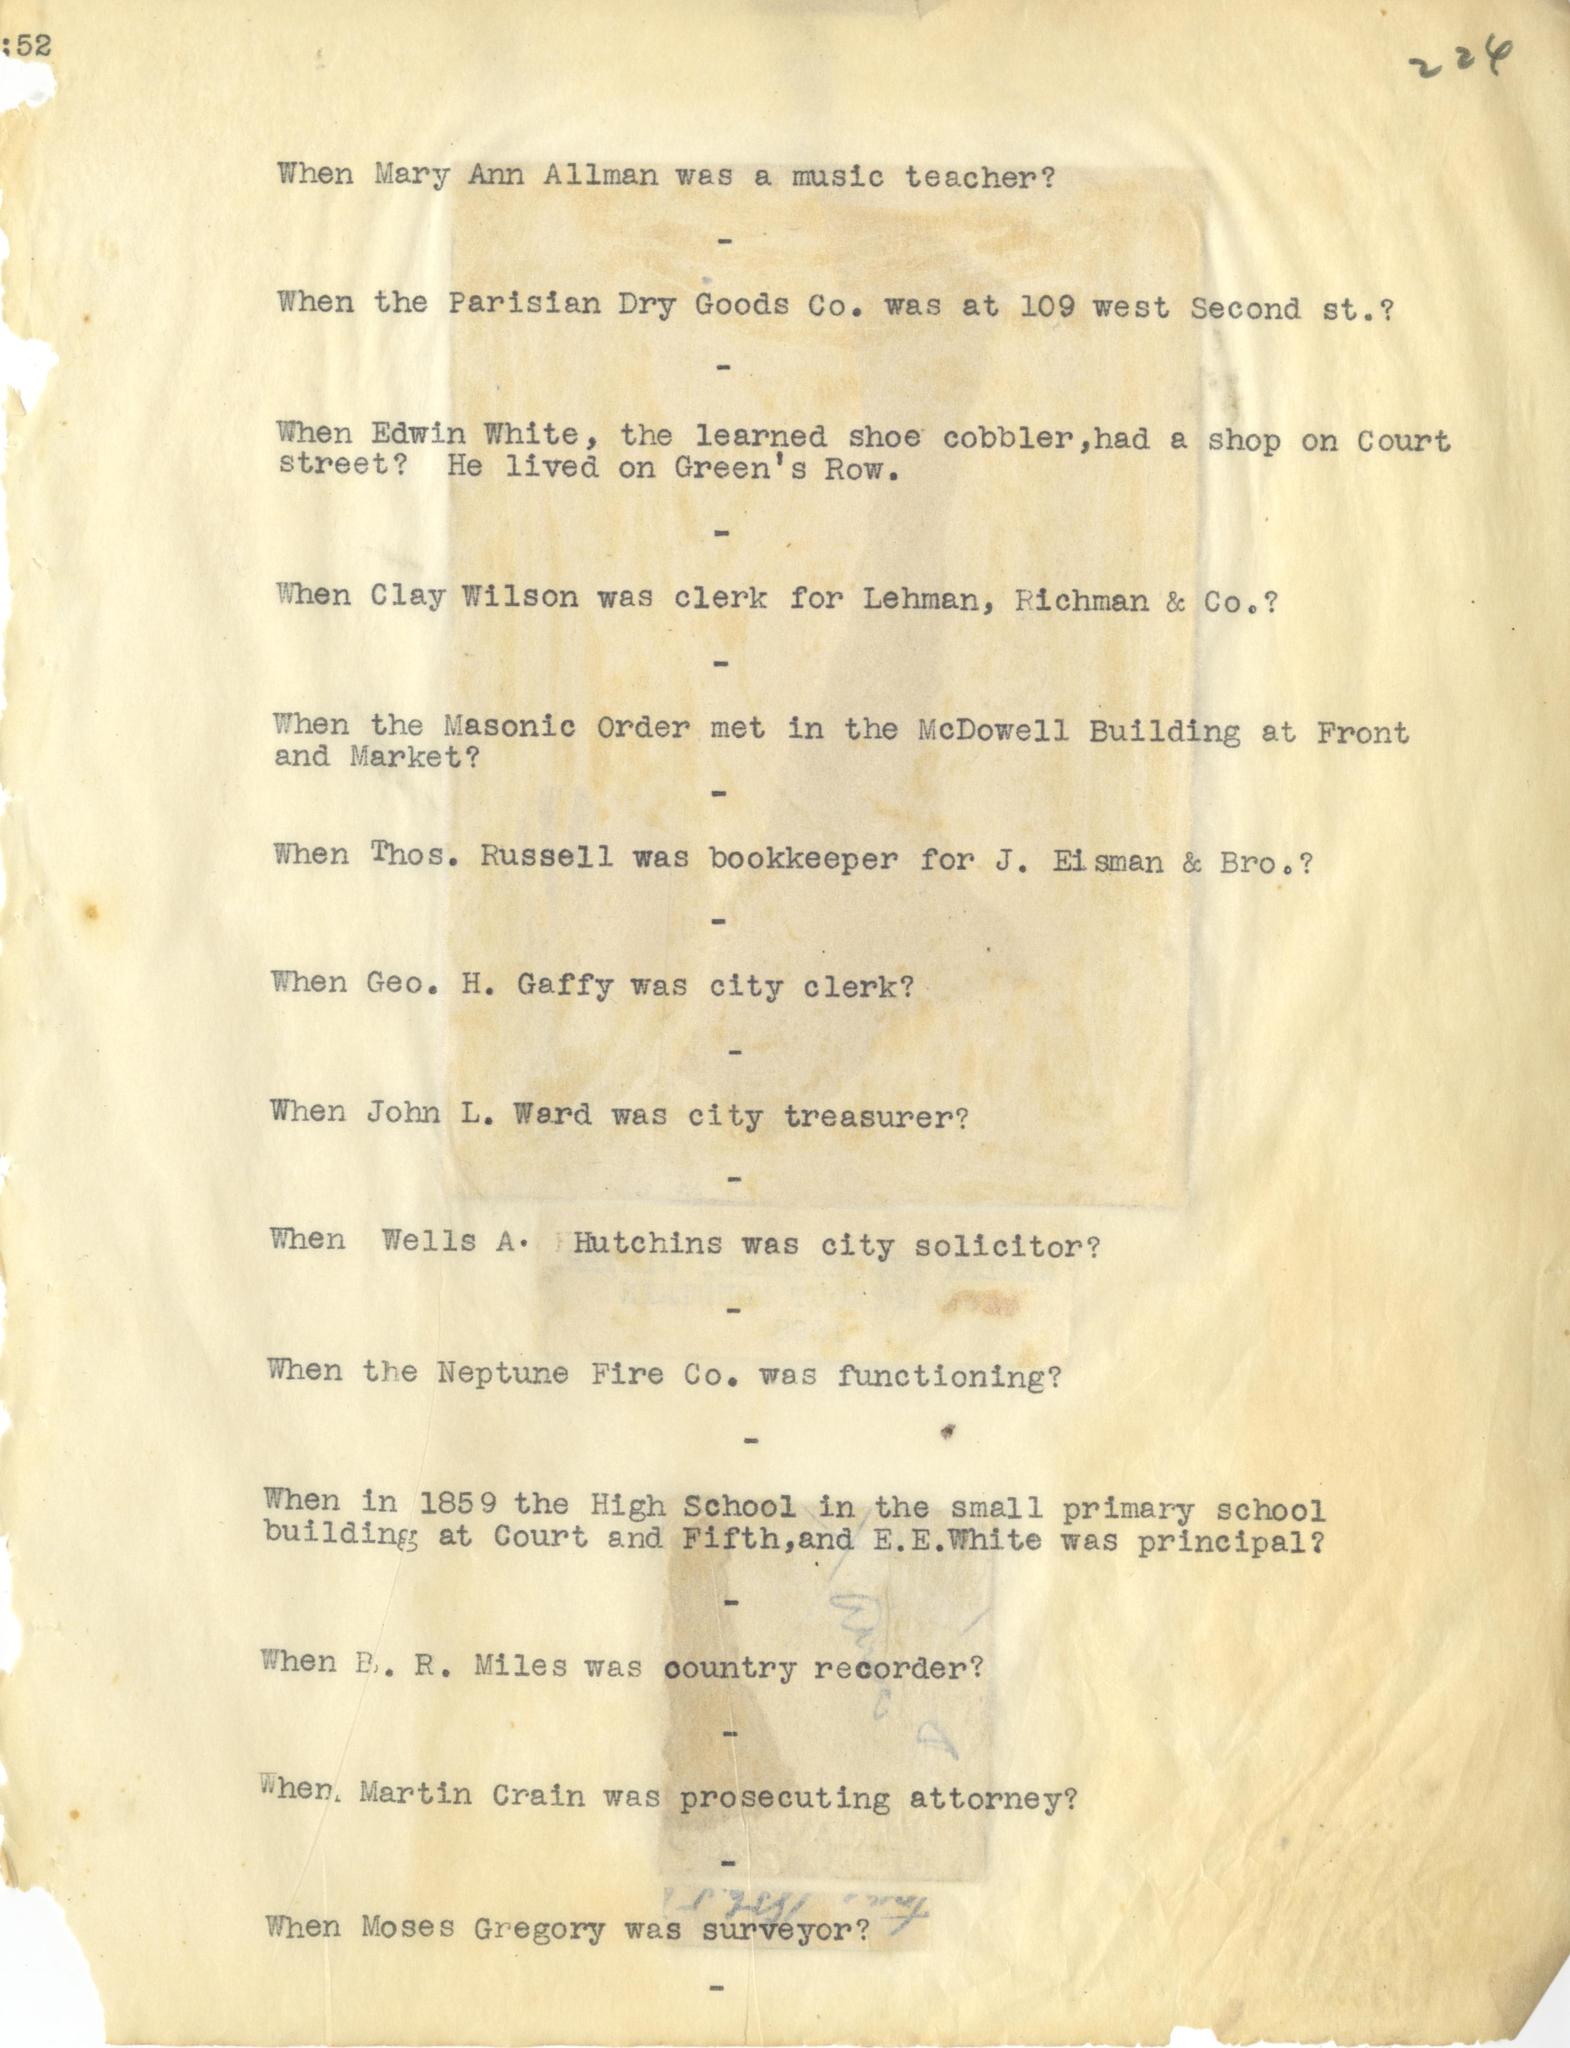 :52
224
When Mary Ann Allman was a music teacher?
-
When the Parisian Dry Goods Co. was at 109 west Second st.?
-
When Edwin White, the learned shoe cobbler,had a shop on Court
street? He lived on Green's Row.
-
When Clay Wilson was clerk for Lehman, Richman & Co.?
-
When the Masonic Order met in the McDowell Building at Front
and Market?
-
When Thos. Russell was bookkeeper for J. Eisman & Bro.?
-
When Geo. H. Gaffy was city clerk?
-
When John L. Ward was city treasurer?
-
When Wells A. Hutchins was city solicitor?
-
When the Neptune Fire Co. was functioning?
-
When in 1859 the High School in the small primary school
building at Court and Fifth,and E.E.White was principal?
-
When B. R. Miles was country recorder?
-
When. Martin Crain was prosecuting attorney?
-
When Moses Gregory was surveyor?
-